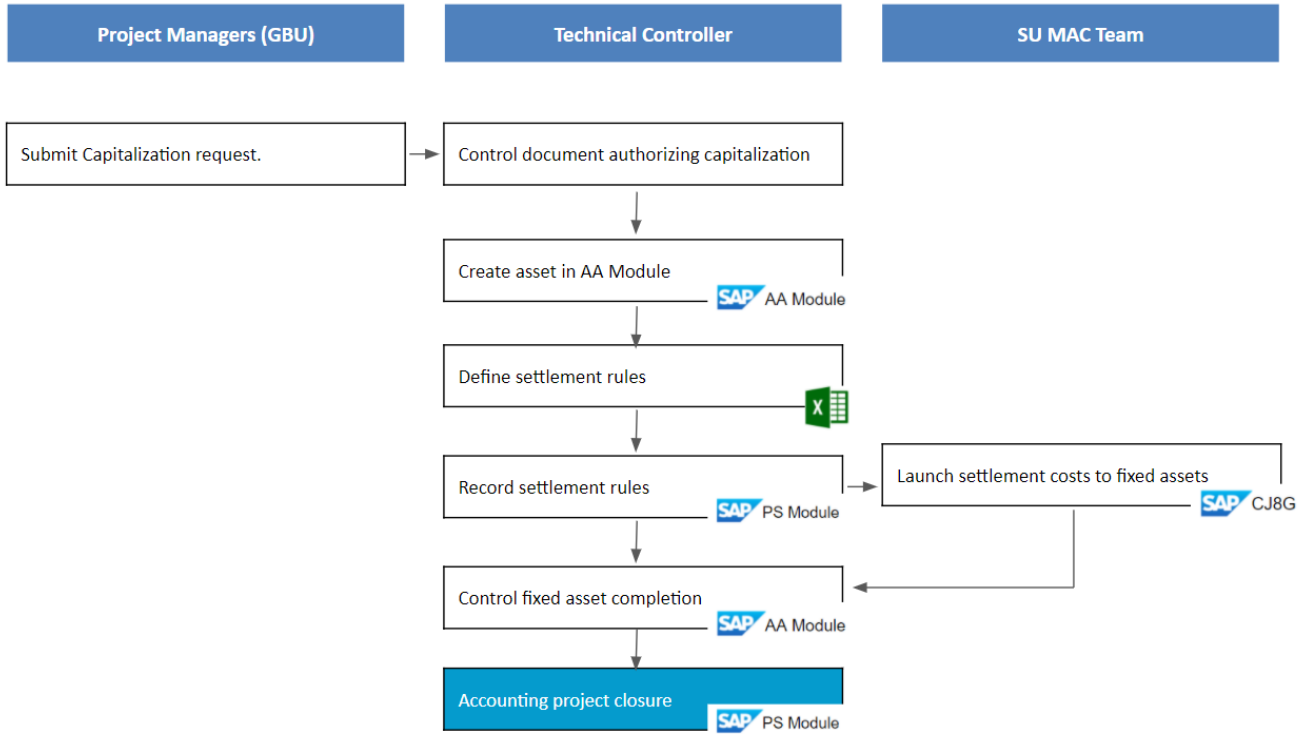 Project Managers (GBU)
Technical Controller
SU MAC Team
Submit Capitalization request.
Control document authorizing capitalization
Create asset in AA Module
SAP AA Module
Define settlement rules
X
Record settlement rules
SAP PS Module
Launch settlement costs to fixed assets
SAP CJ8G
Control fixed asset completion
SAP AA Module
Accounting project closure
SAP PS Module